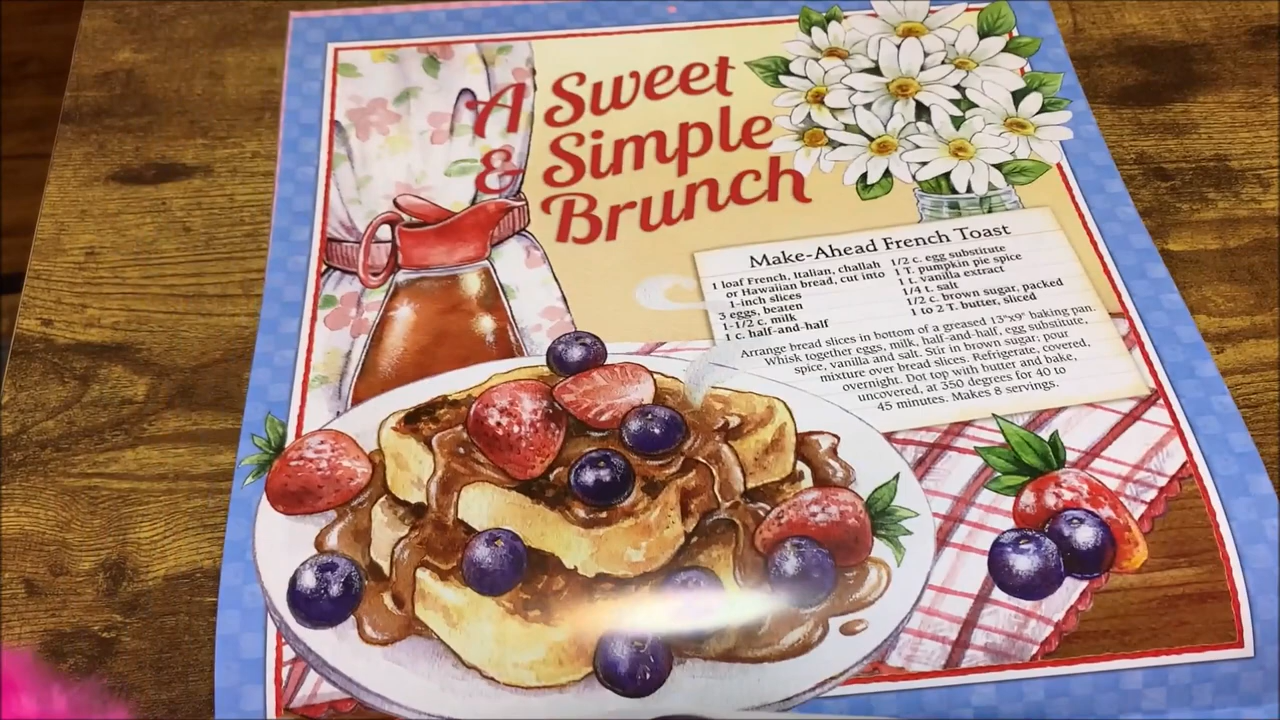 A Sweet
& Simple
Brunch
Make-Ahead French Toast
1 loaf French, Italian, challah
or Hawaiian bread, cut into
1-inch slices
3 eggs, beaten
1-1/2 c. milk
1 c. half-and-half
1/2 c. egg substitute
1 T. pumpkin pie spice
1 t. vanilla extract
1/4 t. salt
1/2 c. brown sugar, packed
1 to 2 T. butter, sliced
Arrange bread slices in bottom of a greased 13"x9" baking pan.
Whisk together eggs, milk, half-and-half, egg substitute,
spice, vanilla and salt. Stir in brown sugar; pour
mixture over bread slices. Refrigerate, covered,
overnight. Dot top with butter and bake,
uncovered, at 350 degrees for 40 to
45 minutes. Makes 8 servings.